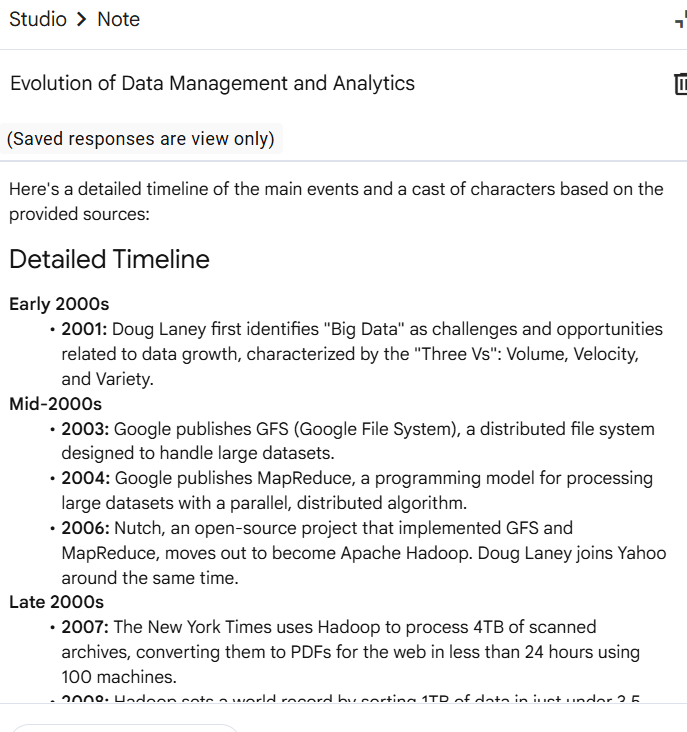 Studio > Note
Evolution of Data Management and Analytics
(Saved responses are view only)
Here's a detailed timeline of the main events and a cast of characters based on the
provided sources:
Detailed Timeline
Early 2000s
• 2001: Doug Laney first identifies "Big Data" as challenges and opportunities
related to data growth, characterized by the "Three Vs": Volume, Velocity,
and Variety.
Mid-2000s
• 2003: Google publishes GFS (Google File System), a distributed file system
designed to handle large datasets.
• 2004: Google publishes MapReduce, a programming model for processing
large datasets with a parallel, distributed algorithm.
• 2006: Nutch, an open-source project that implemented GFS and
MapReduce, moves out to become Apache Hadoop. Doug Laney joins Yahoo
around the same time.
Late 2000s
• 2007: The New York Times uses Hadoop to process 4TB of scanned
archives, converting them to PDFs for the web in less than 24 hours using
100 machines.
• 2008: Hadoop sets a world record by sorting 1TB of data in just under 3.5